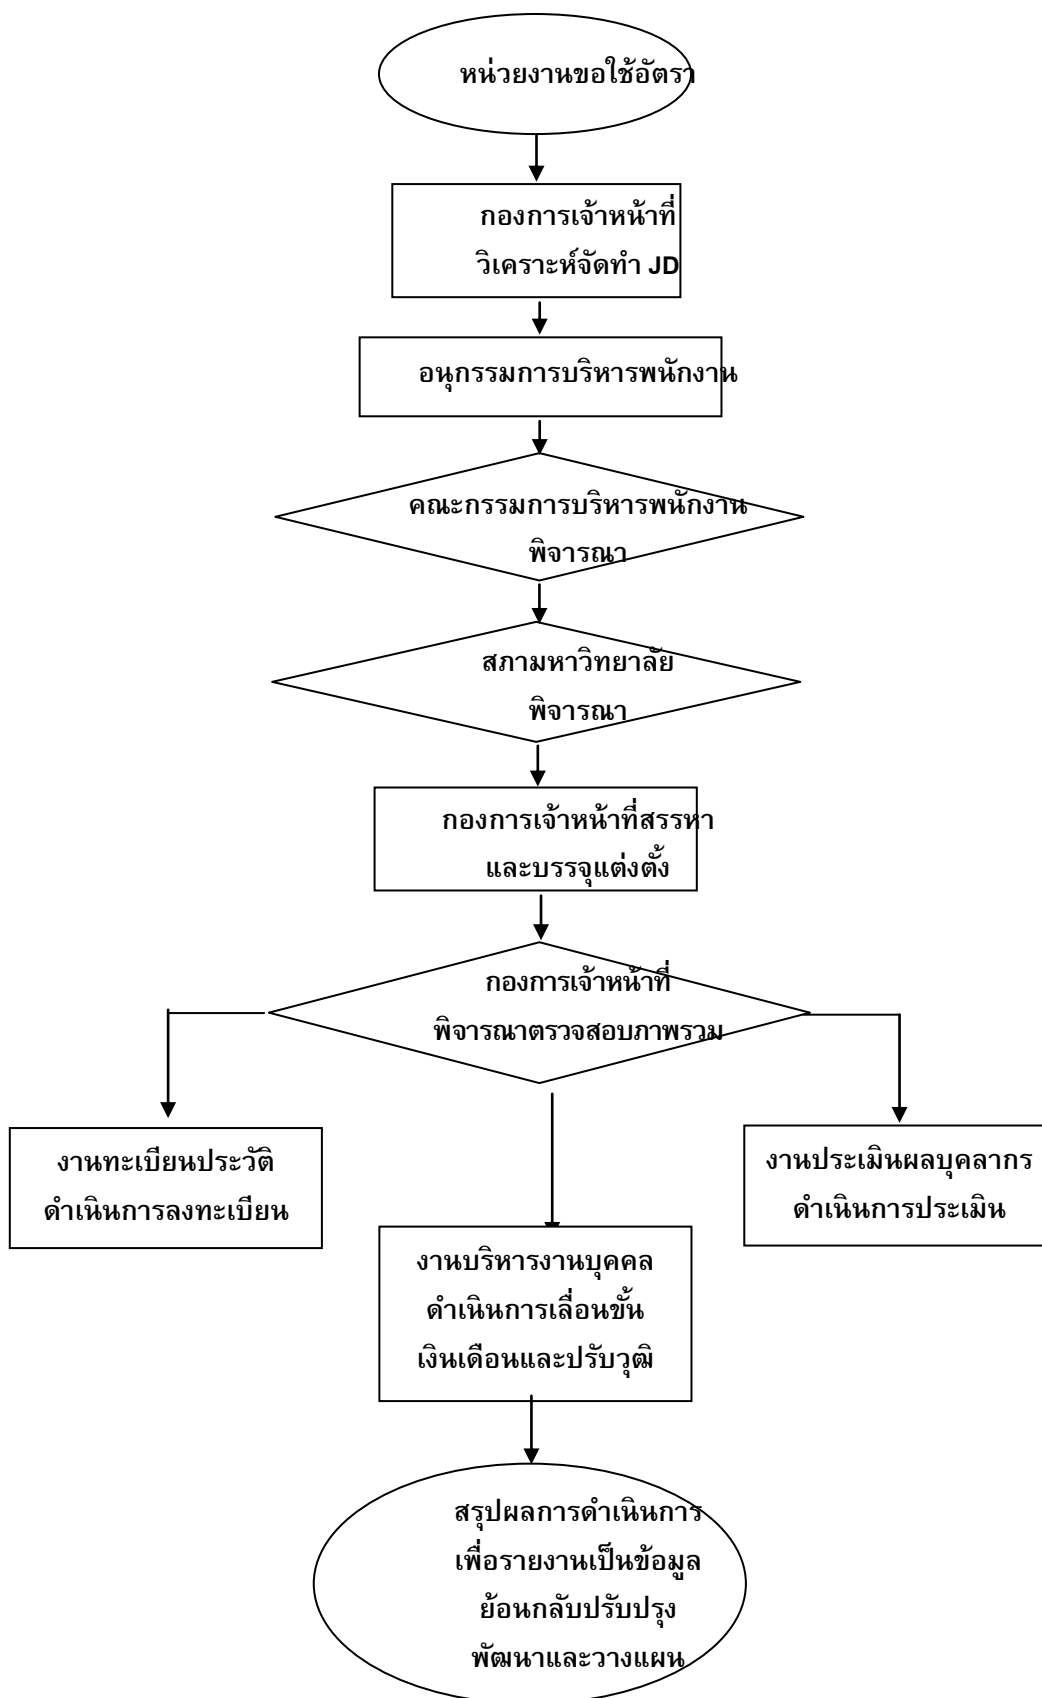 หน่วยงานขอใช้อัตรา
กองการเจ้าหน้าที่
วิเคราะห์จัดทำ JD
อนุกรรมการบริหารพนักงาน
คณะกรรมการบริหารพนักงาน
พิจารณา
สภามหาวิทยาลัย
พิจารณา
กองการเจ้าหน้าที่สรรหา
และบรรจุแต่งตั้ง
กองการเจ้าหน้าที่
พิจารณาตรวจสอบภาพรวม
งานทะเบียนประวัติ
ดำเนินการลงทะเบียน
งานบริหารงานบุคคล
ดำเนินการเลื่อนขั้น
เงินเดือนและปรับวุฒิ
งานประเมินผลบุคลากร
ดำเนินการประเมิน
สรุปผลการดำเนินการ
เพื่อรายงานเป็นข้อมูล
ย้อนกลับปรับปรุง
พัฒนาและวางแผน